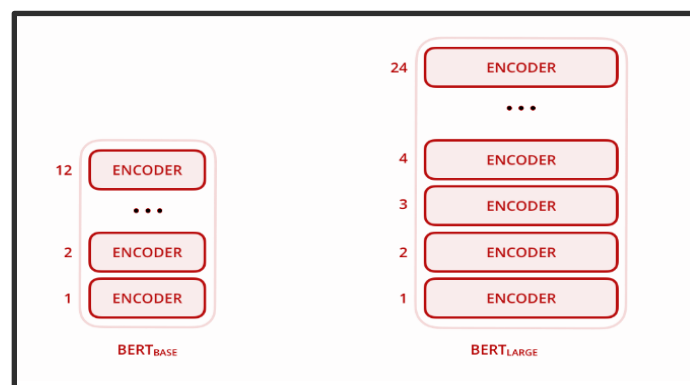 12 ENCODER
...
2 ENCODER
1 ENCODER
BERTBASE
24 ENCODER
...
4 ENCODER
3 ENCODER
2 ENCODER
1 ENCODER
BERTLARGE